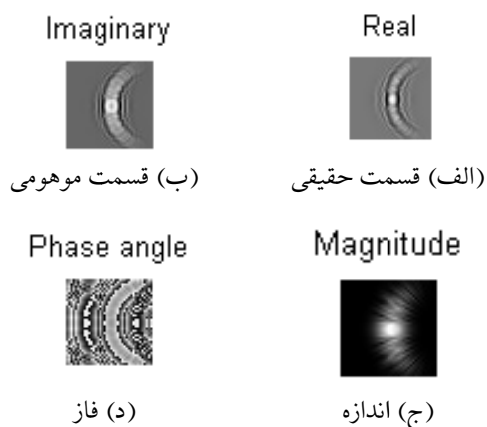 Imaginary Real
(ب) قسمت موهومی (الف) قسمت حقیقی
Phase angle Magnitude
(د) فاز (ج) اندازه